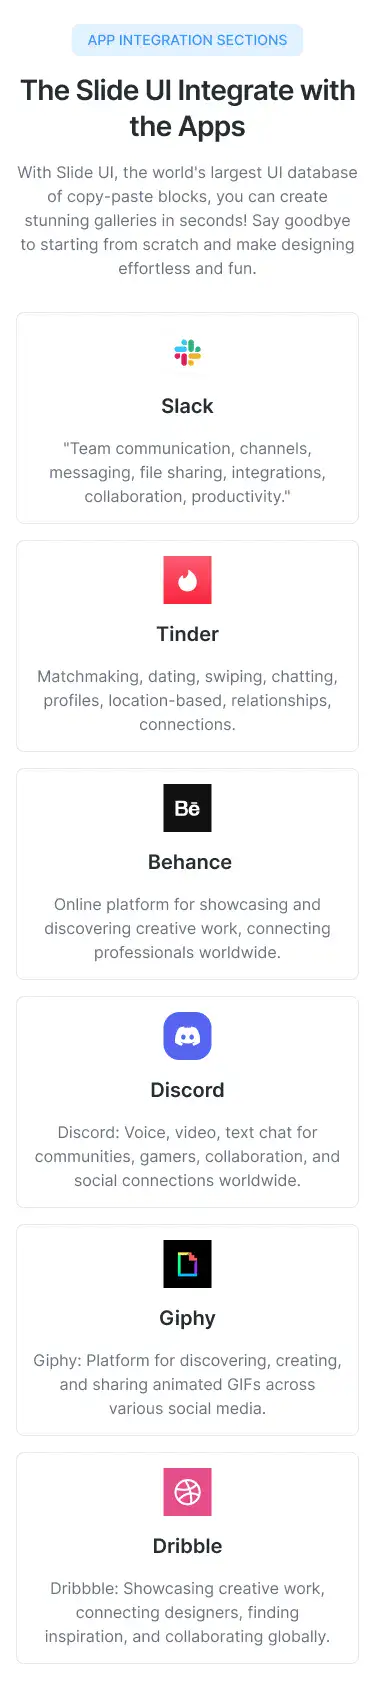 APP INTEGRATION SECTIONS
The Slide UI Integrate with
the Apps
With Slide UI, the world's largest UI database
of copy-paste blocks, you can create
stunning galleries in seconds! Say goodbye
to starting from scratch and make designing
effortless and fun.
Slack
"Team communication, channels,
messaging, file sharing, integrations,
collaboration, productivity."
Tinder
Matchmaking, dating, swiping, chatting,
profiles, location-based, relationships,
connections.
Bē
Behance
Online platform for showcasing and
discovering creative work, connecting
professionals worldwide.
Discord
Discord: Voice, video, text chat for
communities, gamers, collaboration, and
social connections worldwide.
Giphy
Giphy: Platform for discovering, creating,
and sharing animated GIFs across
various social media.
Dribble
Dribbble: Showcasing creative work,
connecting designers, finding
inspiration, and collaborating globally.